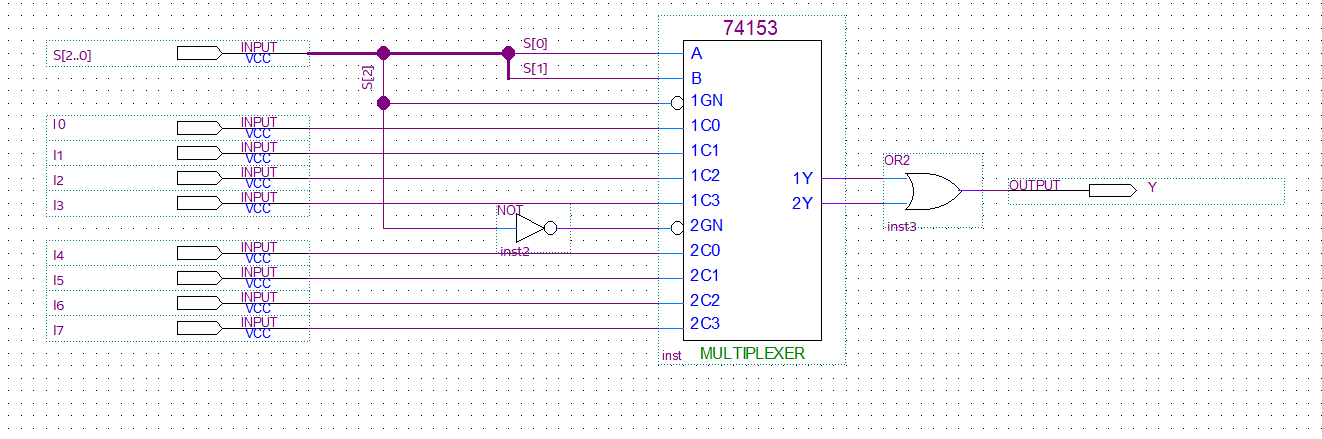 74153
S[2..0]
INPUT
VCC
S[0]
A
S[2]
S[1]
B
1GN
I0
INPUT
VCC
1C0
I1
INPUT
VCC
1C1
I2
INPUT
VCC
1C2
1Y
OR2
OUTPUT
Y
I3
INPUT
VCC
1C3
2Y
NOT
2GN
inst3
I4
INPUT
VCC
inst2
2C0
I5
INPUT
VCC
2C1
I6
INPUT
VCC
2C2
I7
INPUT
VCC
2C3
inst
MULTIPLEXER